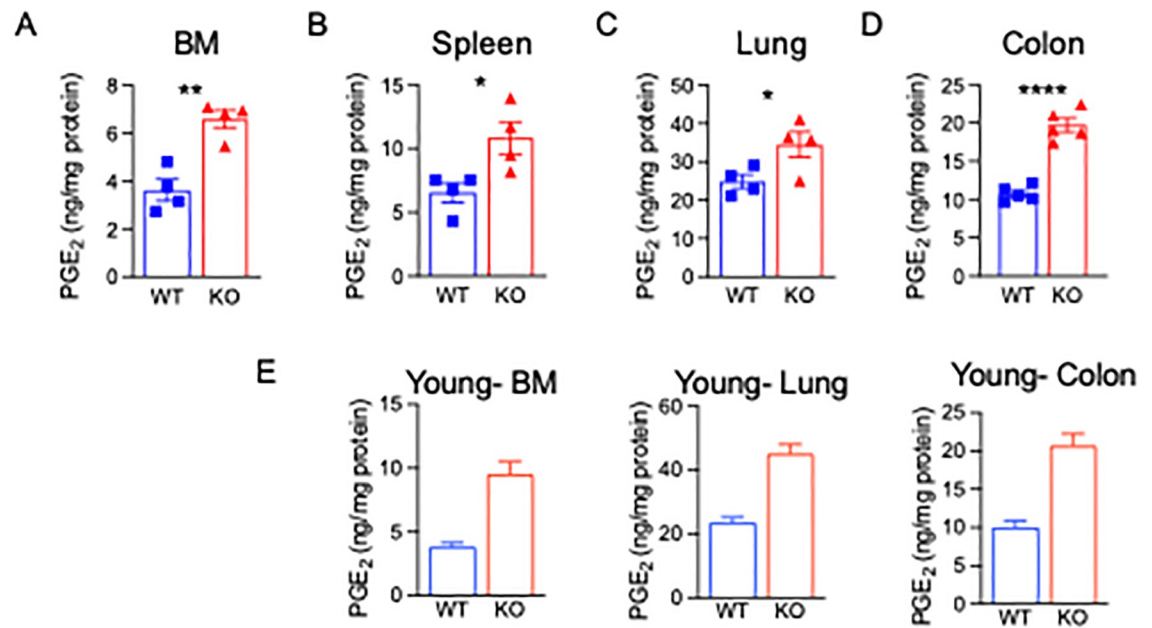 A
BM
PGE2 (ng/mg protein)
8
6
4
2
0
**
WT
KO
B
Spleen
PGE2 (ng/mg protein)
15
10
5
0
*
WT
KO
C
Lung
PGE2 (ng/mg protein)
50
40
30
20
10
0
*
WT
KO
D
Colon
PGE2 (ng/mg protein)
25
20
15
10
5
0
****
WT
KO
E
Young- BM
PGE2 (ng/mg protein)
15
10
5
0
WT
KO
Young- Lung
PGE2 (ng/mg protein)
60
40
20
0
WT
KO
Young- Colon
PGE2 (ng/mg protein)
25
20
15
10
5
0
WT
KO